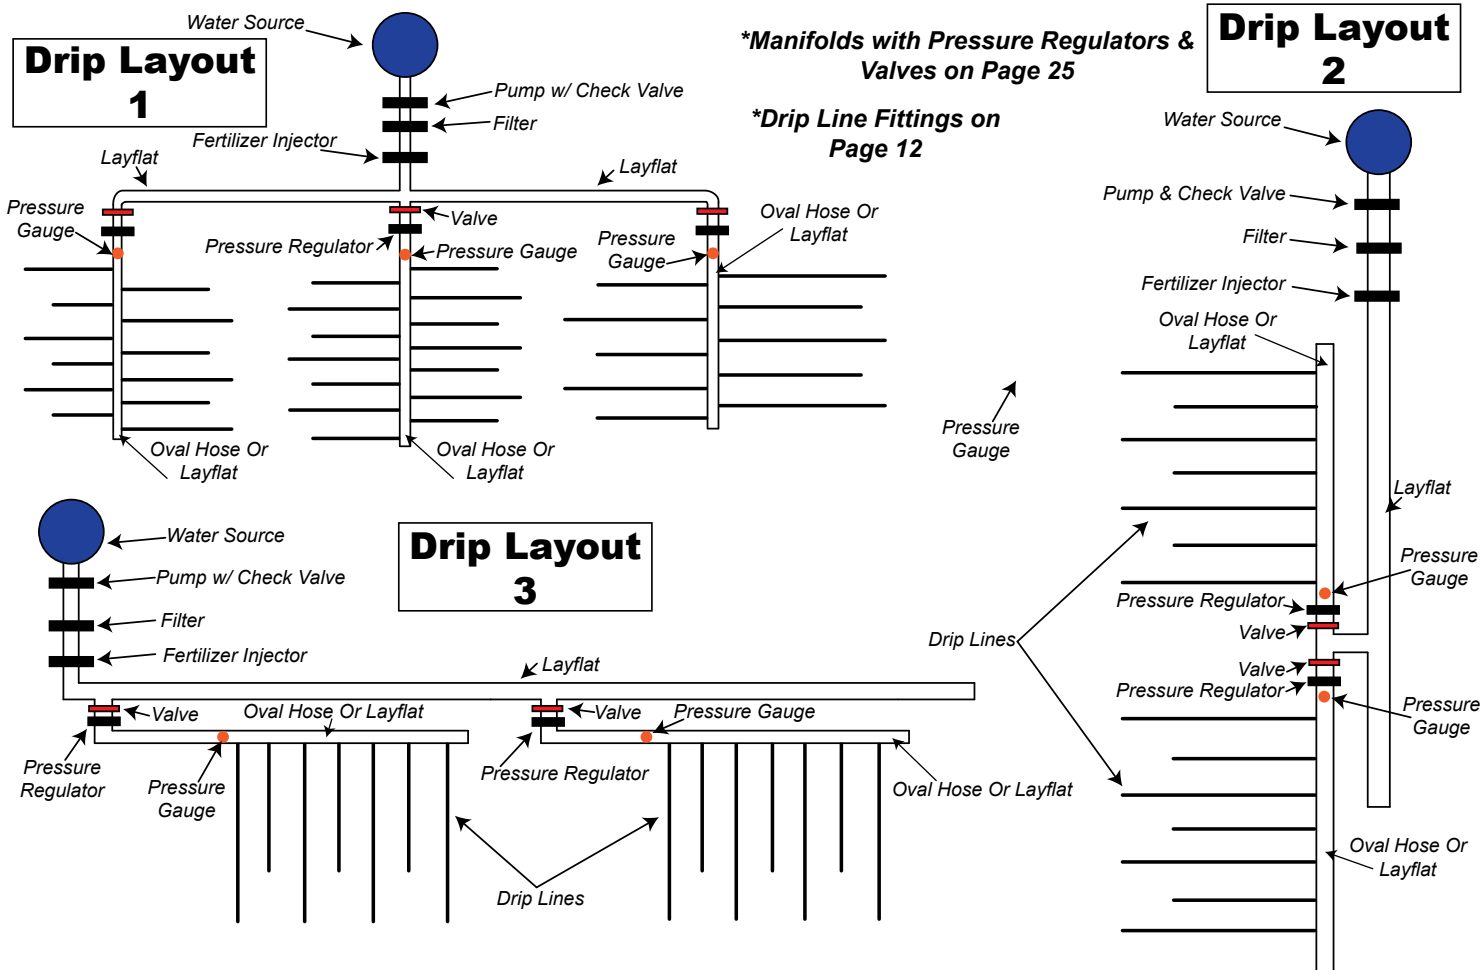 Drip Layout
1
Water Source
Pump w/ Check Valve
Filter
Fertilizer Injector
Layflat
Layflat
Pressure
Gauge
Valve
Pressure Regulator
Pressure Gauge
Pressure
Gauge
Oval Hose Or
Layflat
Oval Hose Or
Layflat
Oval Hose Or
Layflat
*Manifolds with Pressure Regulators &
Valves on Page 25
*Drip Line Fittings on
Page 12
Drip Layout
2
Water Source
Pump & Check Valve
Filter
Fertilizer Injector
Oval Hose Or
Layflat
Pressure
Gauge
Layflat
Pressure
Gauge
Pressure Regulator
Valve
Drip Lines
Valve
Pressure Regulator
Pressure
Gauge
Oval Hose Or
Layflat
Drip Layout
3
Water Source
Pump w/ Check Valve
Filter
Fertilizer Injector
Layflat
Valve
Oval Hose Or Layflat
Valve
Pressure Gauge
Pressure
Regulator
Pressure
Gauge
Pressure Regulator
Oval Hose Or Layflat
Drip Lines